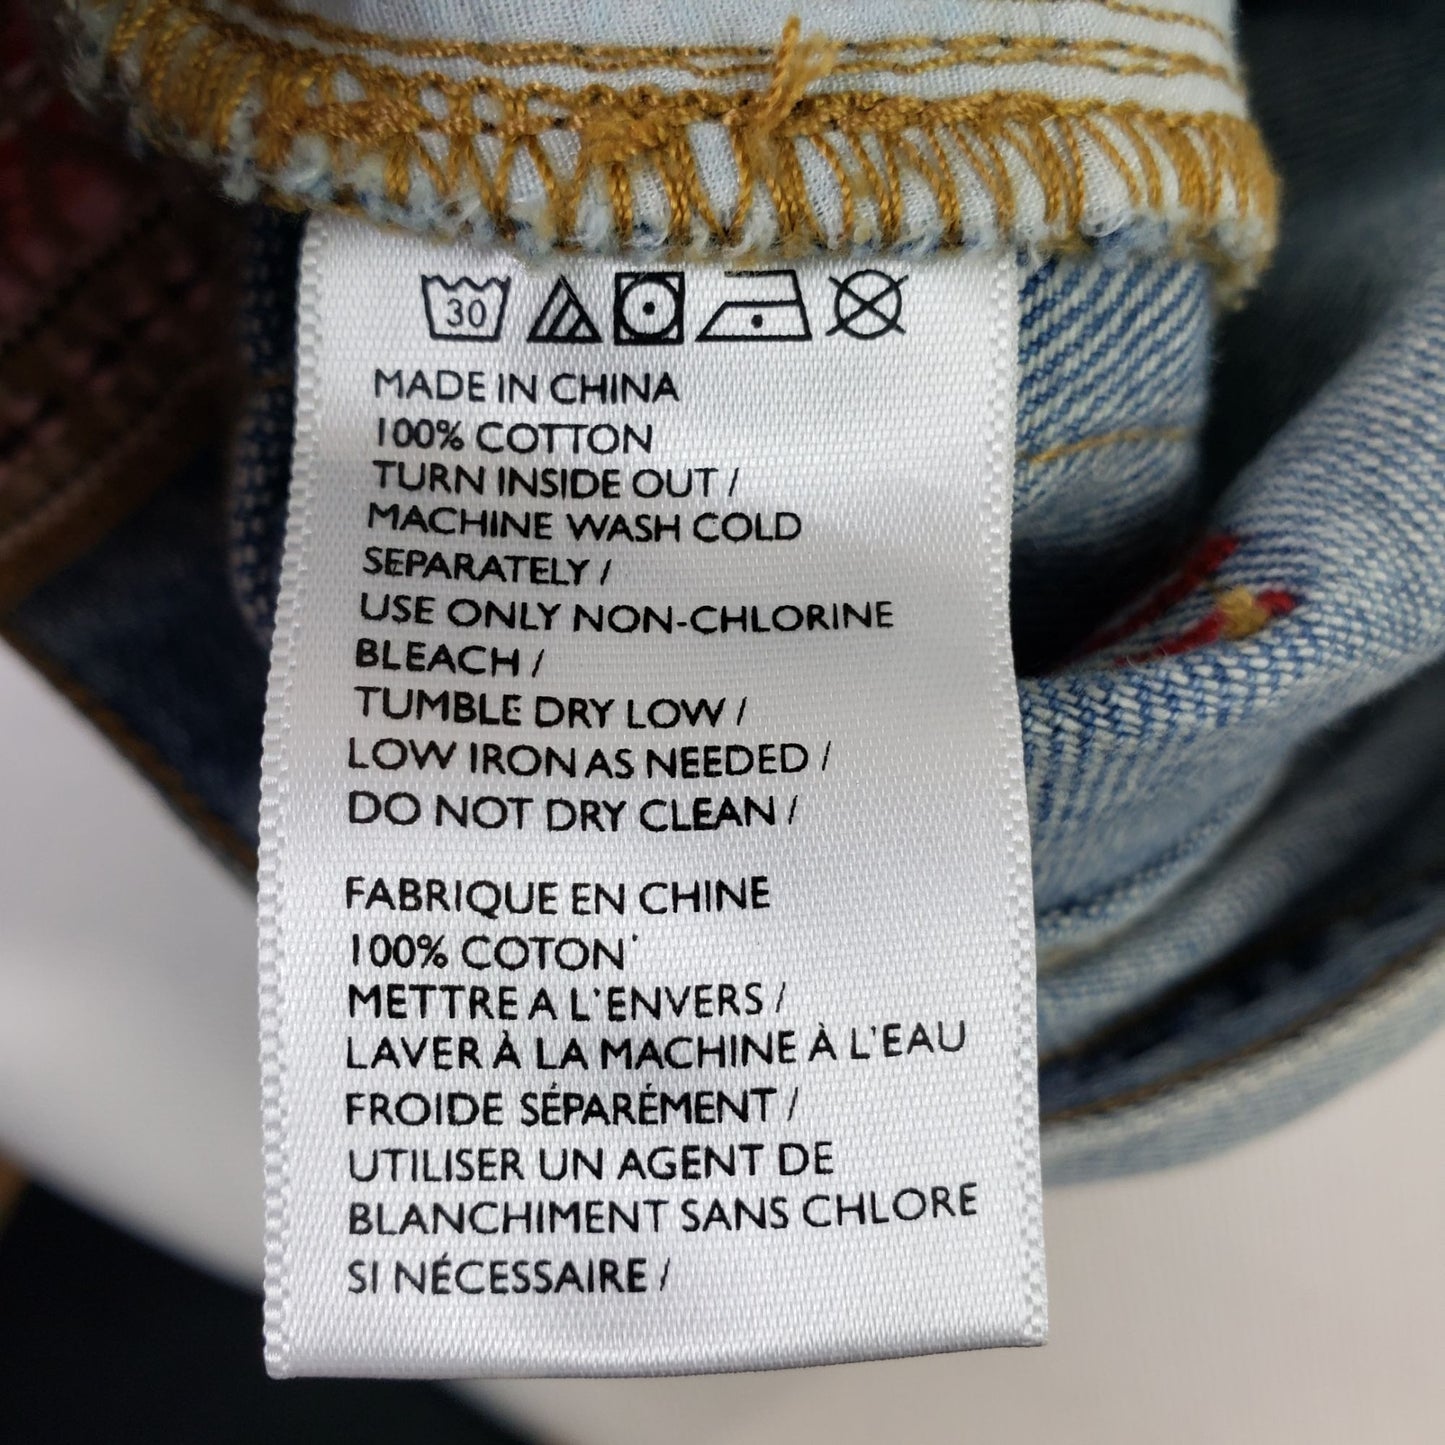 30
MADE IN CHINA
100% COTTON
TURN INSIDE OUT /
MACHINE WASH COLD
SEPARATELY /
USE ONLY NON-CHLORINE
BLEACH /
TUMBLE DRY LOW /
LOW IRON AS NEEDED /
DO NOT DRY CLEAN /
FABRIQUE EN CHINE
100% COTON
METTRE A L'ENVERS /
LAVER À LA MACHINE À L'EAU
FROIDE SÉPARÉMENT /
UTILISER UN AGENT DE
BLANCHIMENT SANS CHLORE
SI NÉCESSAIRE /